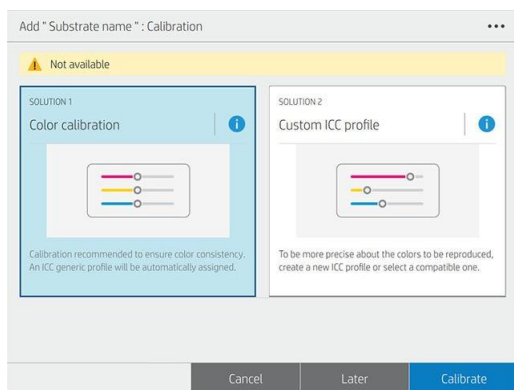 Add " Substrate name " : Calibration
Not available
SOLUTION 1
Color calibration
Calibration recommended to ensure color consistency.
An ICC generic profile will be automatically assigned.
SOLUTION 2
Custom ICC profile
To be more precise about the colors to be reproduced,
create a new ICC profile or select a compatible one.
Cancel
Later
Calibrate